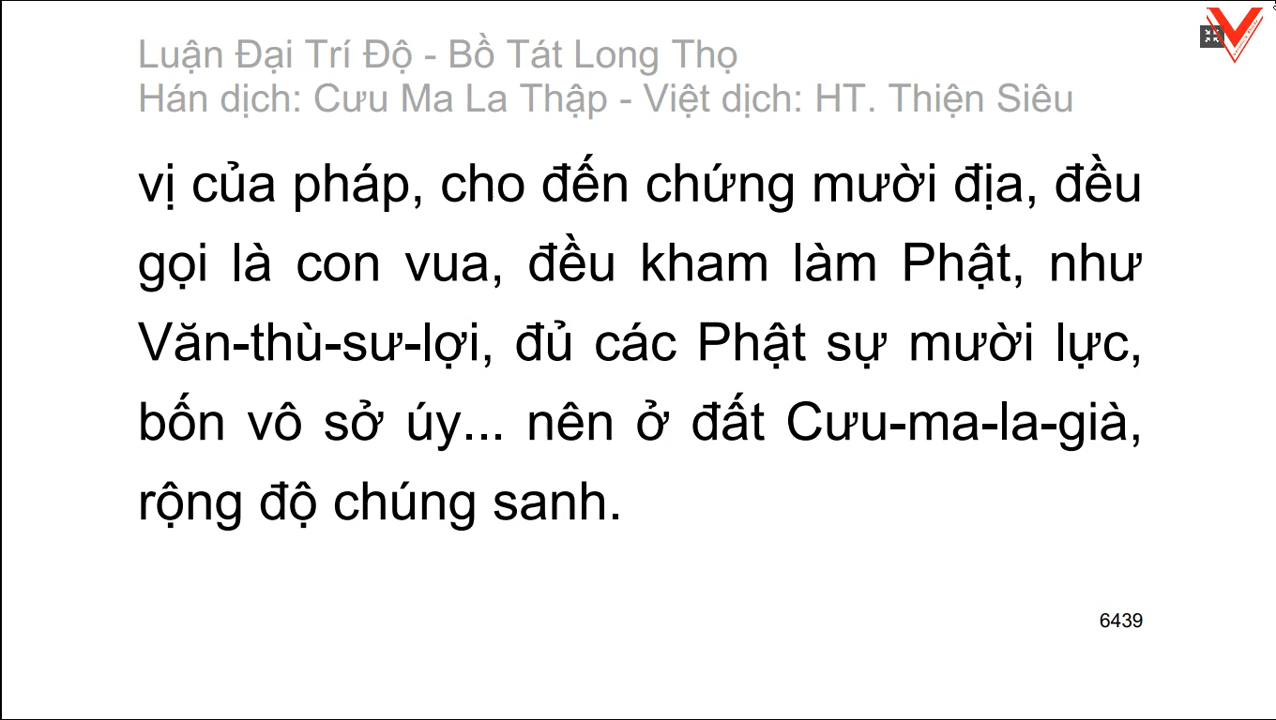 Luận Đại Trí Độ - Bồ Tát Long Thọ
Hán dịch: Cưu Ma La Thập - Việt dịch: HT. Thiện Siêu
vị của pháp, cho đến chứng mười địa, đều
gọi là con vua, đều kham làm Phật, như
Văn-thù-sư-lợi, đủ các Phật sự mười lực,
bốn vô sở úy... nên ở đất Cưu-ma-la-già,
rộng độ chúng sanh.
6439